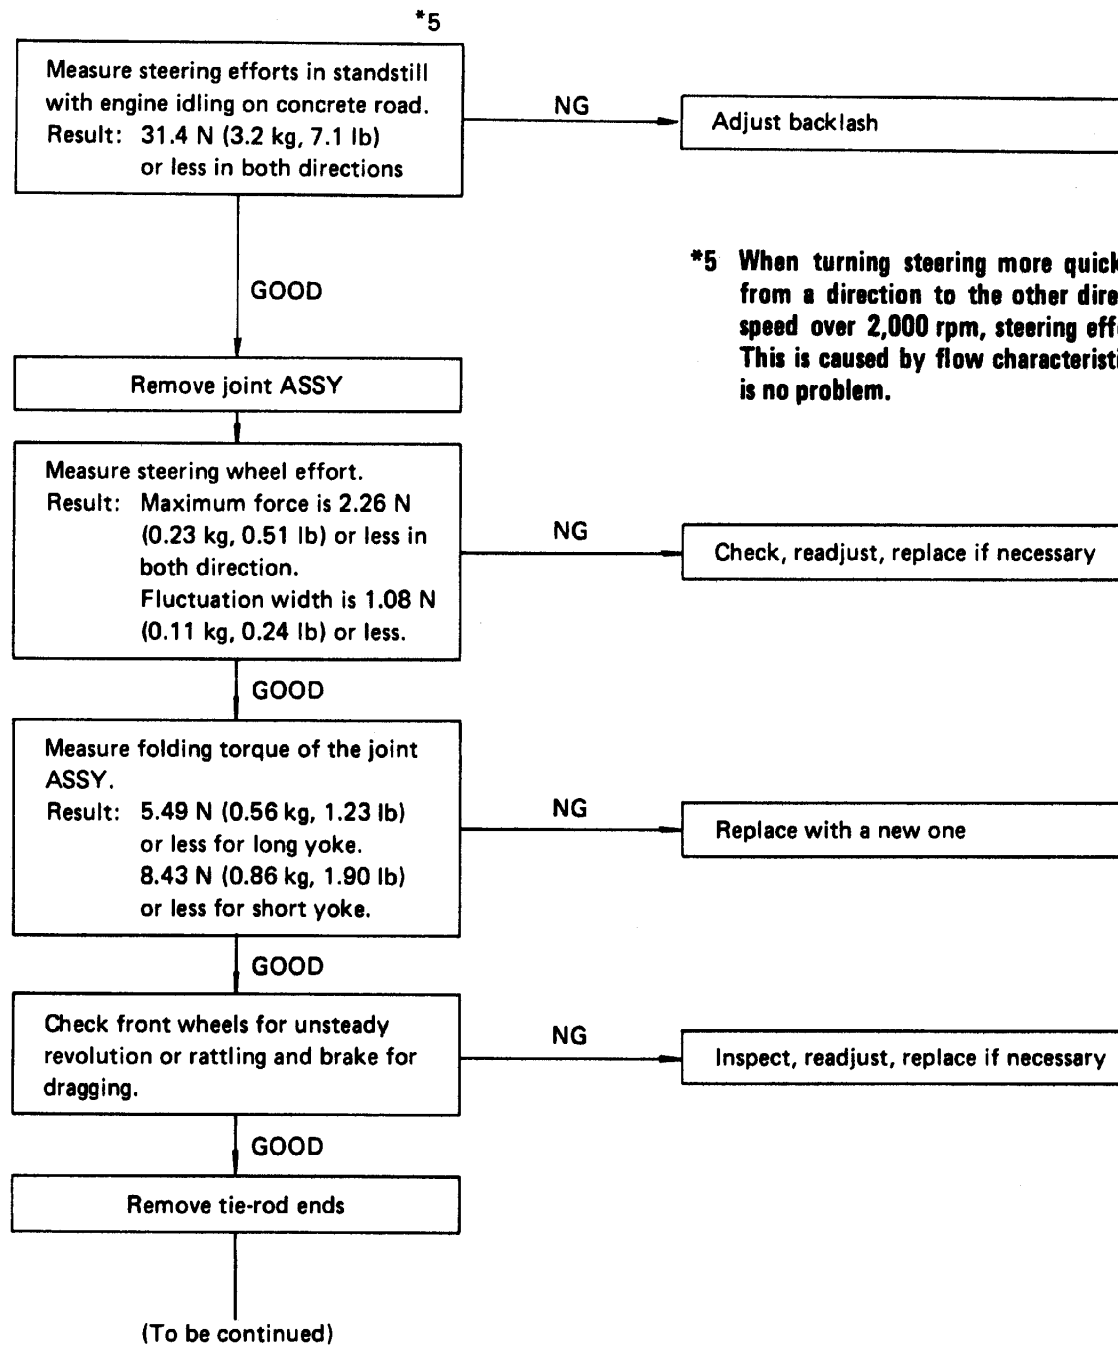 *5
Measure steering efforts in standstill
with engine idling on concrete road.
Result: 31.4 N (3.2 kg, 7.1 lb)
or less in both directions
NG
Adjust backlash
GOOD
*5 When turning steering more quick
from a direction to the other dire
speed over 2,000 rpm, steering eff
This is caused by flow characteristi
is no problem.
Remove joint ASSY
Measure steering wheel effort.
Result: Maximum force is 2.26 N
(0.23 kg, 0.51 lb) or less in
both direction.
Fluctuation width is 1.08 N
(0.11 kg, 0.24 lb) or less.
NG
Check, readjust, replace if necessary
GOOD
Measure folding torque of the joint
ASSY.
Result: 5.49 N (0.56 kg, 1.23 lb)
or less for long yoke.
8.43 N (0.86 kg, 1.90 lb)
or less for short yoke.
NG
Replace with a new one
GOOD
Check front wheels for unsteady
revolution or rattling and brake for
dragging.
NG
Inspect, readjust, replace if necessary
GOOD
Remove tie-rod ends
(To be continued)